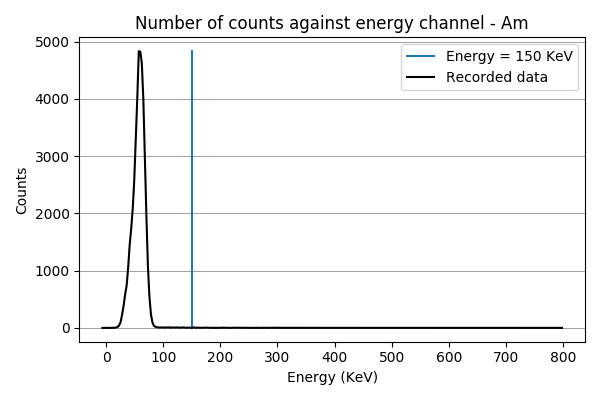 Number of counts against energy channel - Am
Energy = 150 KeV
Recorded data
Counts
5000
4000
3000
2000
1000
0
0 100 200 300 400 500 600 700 800
Energy (KeV)